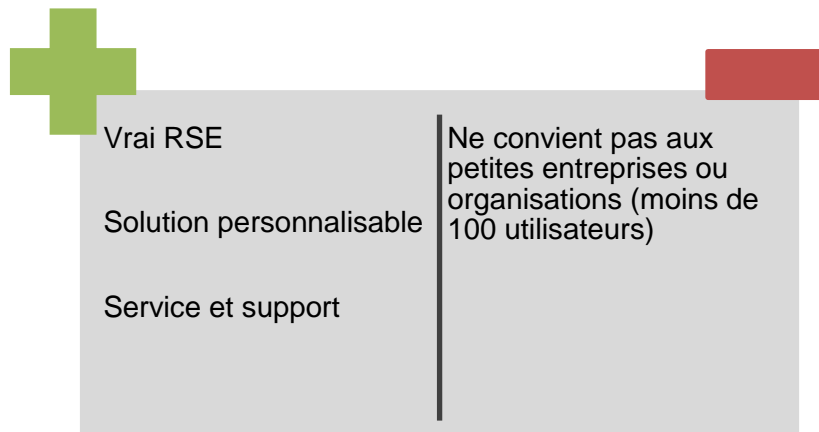 Vrai RSE
Solution personnalisable
Service et support
Ne convient pas aux
petites entreprises ou
organisations (moins de
100 utilisateurs)